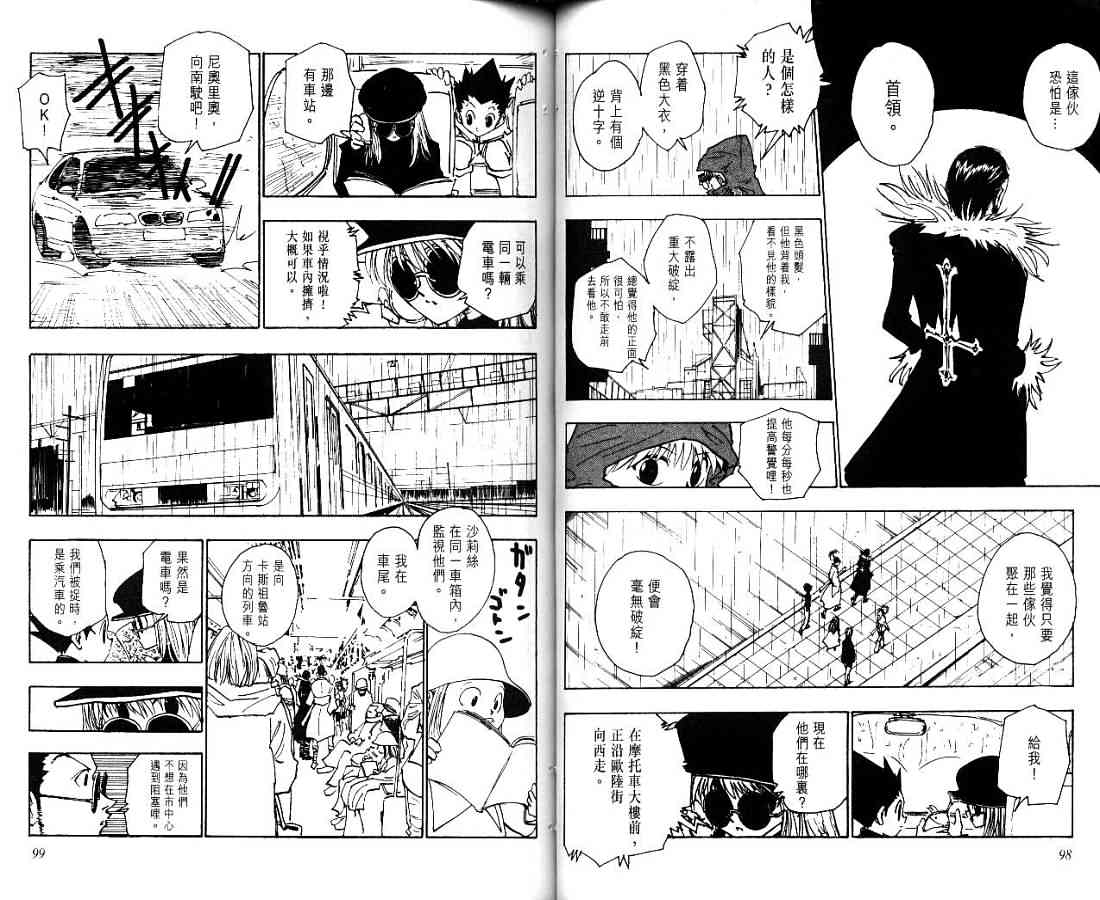 這傢伙
恐怕是…
首領。
是個怎樣
的人？
穿着
黑色大衣，
背上有個
逆十字。
黑色頭髮，
但他背着我，
看不見他的樣貌。
不露出
重大破綻，
總覺得他的正面
很可怕，
所以不敢走前
去看他。
他每分每秒也
提高警覺哩！
我覺得只要
那些傢伙
聚在一起，
便會
毫無破綻！
給我！
現在
他們在哪裏？
在摩托車大樓前，
正沿歐陸街
向西走。
98
那邊
有車站。
尼奧里奧，
向南駛吧！
OK！
可以乘
同一輛
電車嗎？
視乎情況啦！
如果車內擁擠，
大概可以。
ガタン
ゴトン
沙莉絲
在同一車箱內，
監視他們。
我在
車尾。
是向
卡斯祖魯站
方向的列車。
果然是
電車嗎？
我們被捉時，
是乘汽車的。
因為他們
不想在市中心
遇到阻塞哩。
99